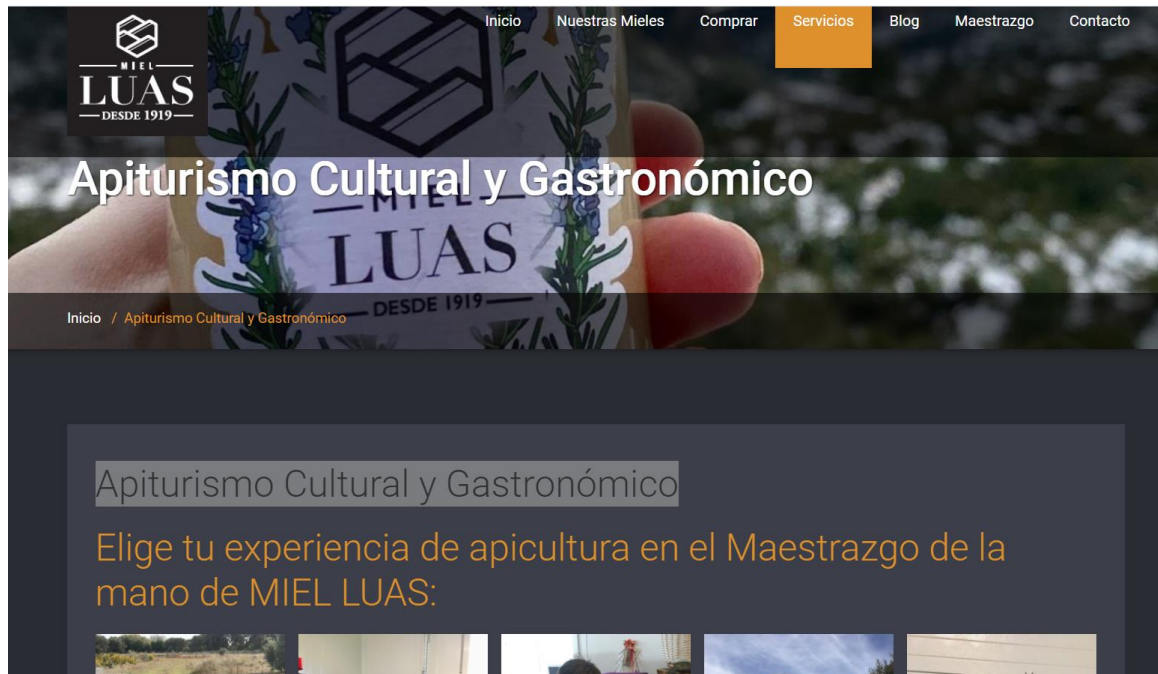 MIEL
LUAS
DESDE 1919
Inicio Nuestras Mieles Comprar Servicios Blog Maestrazgo Contacto
Apiturismo Cultural y Gastronómico
MIEL
LUAS
DESDE 1919
Inicio / Apiturismo Cultural y Gastronómico
Apiturismo Cultural y Gastronómico
Elige tu experiencia de apicultura en el Maestrazgo de la
mano de MIEL LUAS: